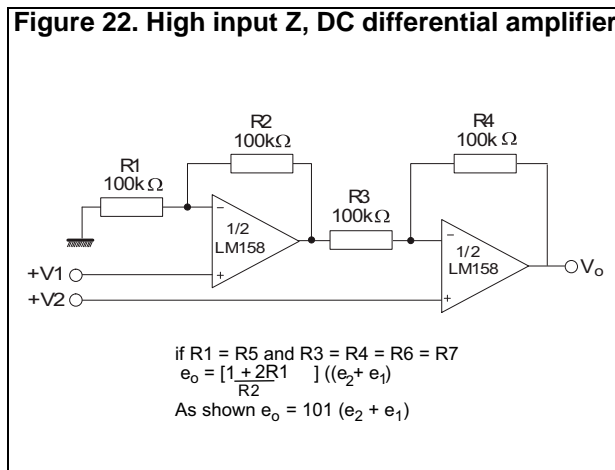 Figure 22. High input Z, DC differential amplifier
R1
100kΩ
R2
100kΩ
R3
100kΩ
R4
100kΩ
–
1/2
LM158
+
–
1/2
LM158
+
+V1
+V2
Vo
if R1 = R5 and R3 = R4 = R6 = R7
eo = [1 + 2R1 ] ((e2+ e1)
R2
As shown eo = 101 (e2 + e1)